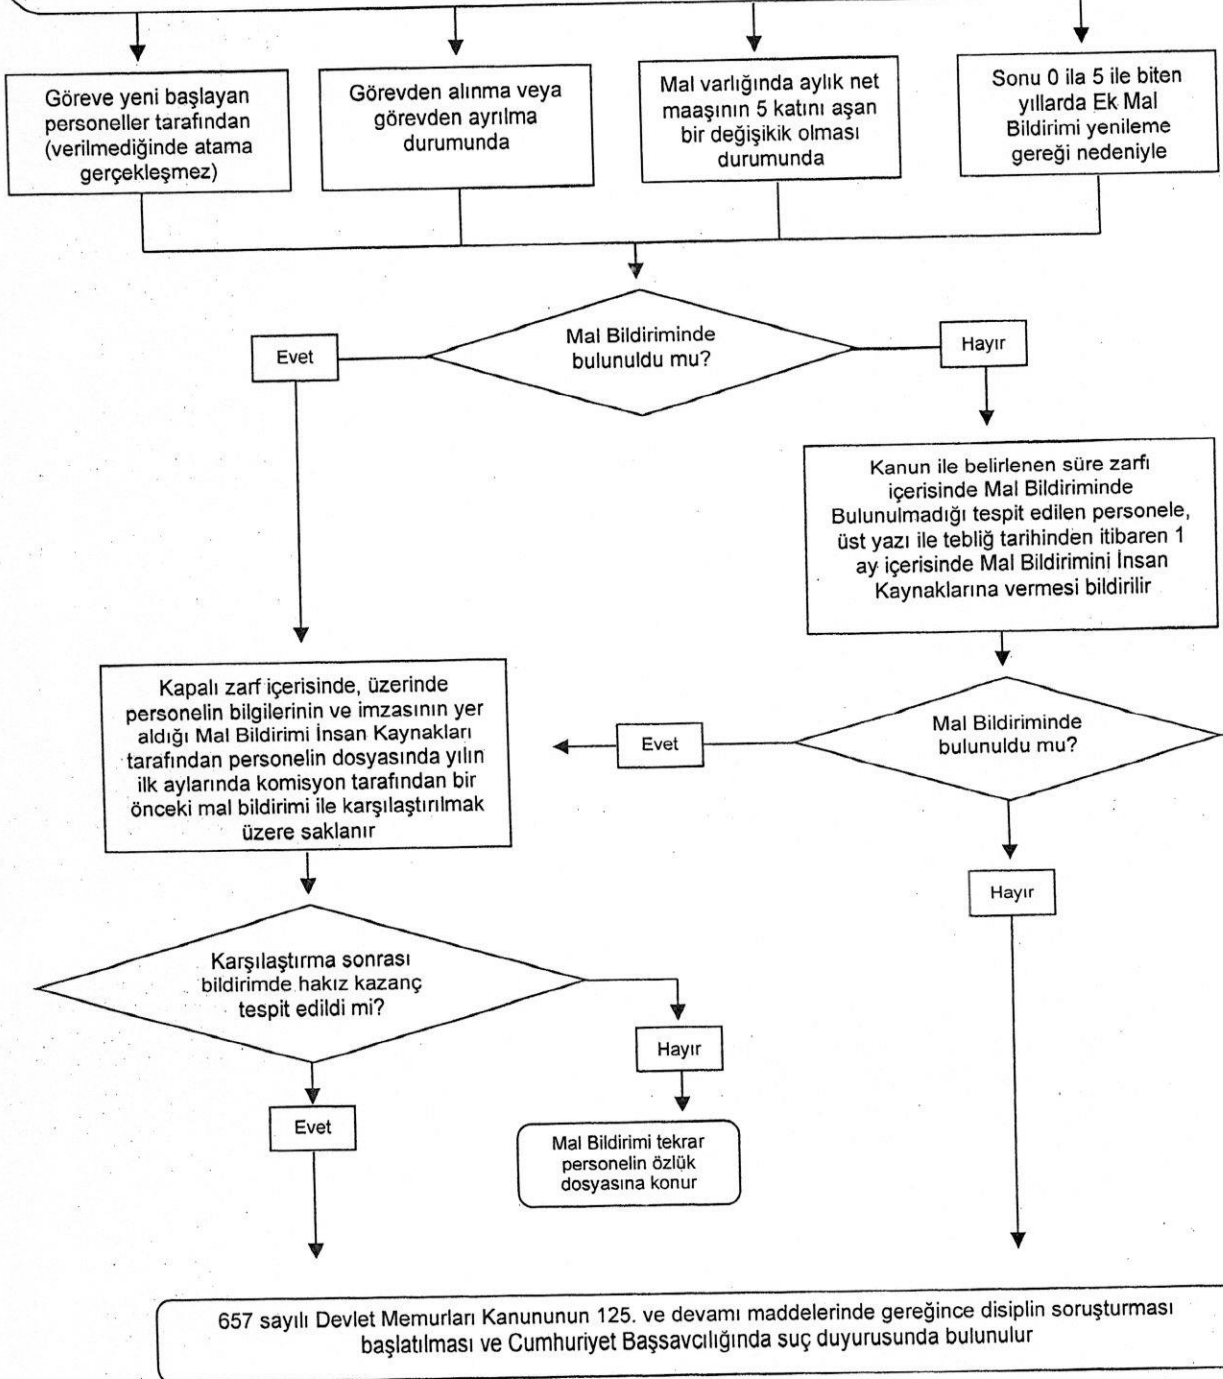 Göreve yeni başlayan
personeller tarafından
(verilmediğinde atama
gerçekleşmez)
Görevden alınma veya
görevden ayrılma
durumunda
Mal varlığında aylık net
maaşının 5 katını aşan
bir değişikik olması
durumunda
Sonu 0 ila 5 ile biten
yıllarda Ek Mal
Bildirimi yenileme
gereği nedeniyle
Mal Bildiriminde
bulunuldu mu?
Evet
Hayır
Kanun ile belirlenen süre zarfı
içerisinde Mal Bildiriminde
Bulunulmadığı tespit edilen personele,
üst yazı ile tebliğ tarihinden itibaren 1
ay içerisinde Mal Bildirimini İnsan
Kaynaklarına vermesi bildirilir
Kapalı zarf içerisinde, üzerinde
personelin bilgilerinin ve imzasının yer
aldığı Mal Bildirimi İnsan Kaynakları
tarafından personelin dosyasında yılın
ilk aylarında komisyon tarafından bir
önceki mal bildirimi ile karşılaştırılmak
üzere saklanır
Evet
Mal Bildiriminde
bulunuldu mu?
Hayır
Karşılaştırma sonrası
bildirimde hakız kazanç
tespit edildi mi?
Hayır
Evet
Mal Bildirimi tekrar
personelin özlük
dosyasına konur
657 sayılı Devlet Memurları Kanununun 125. ve devamı maddelerinde gereğince disiplin soruşturması
başlatılması ve Cumhuriyet Başsavcılığında suç duyurusunda bulunulur